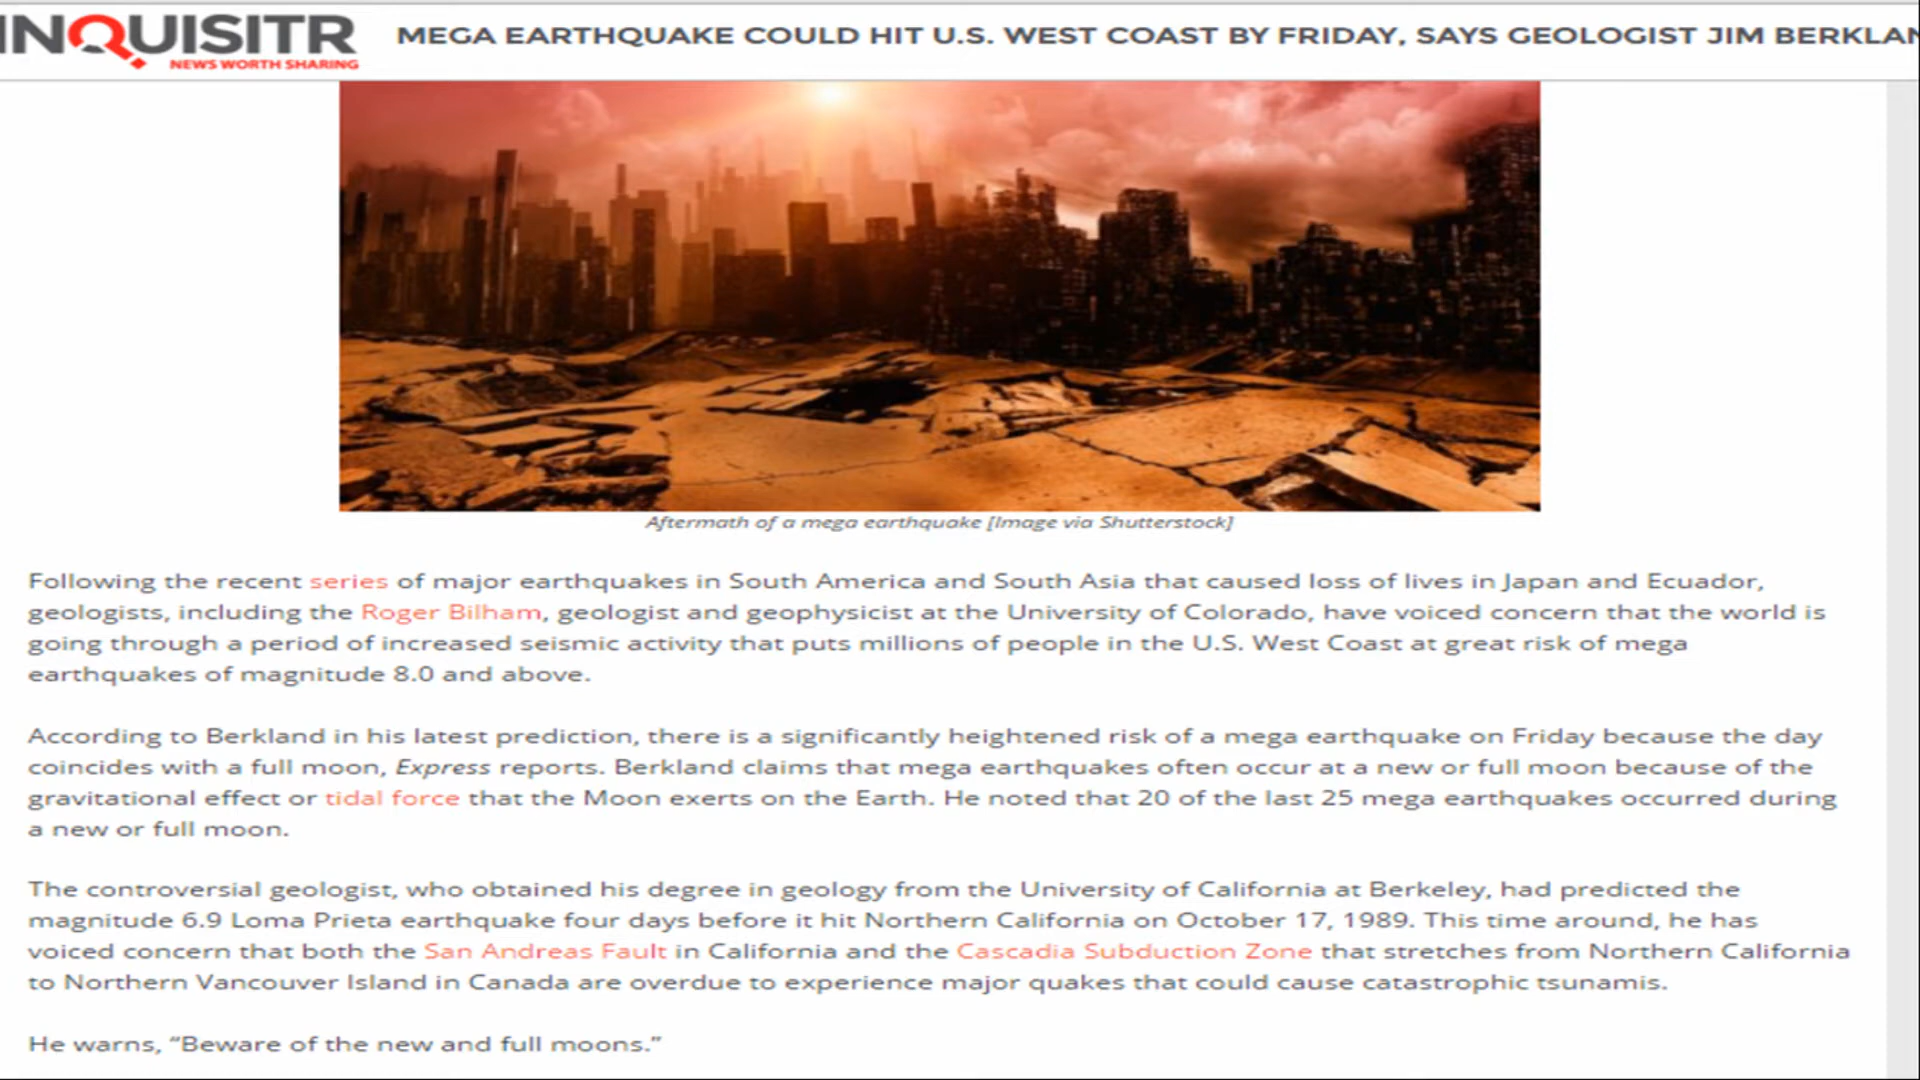 INQUISITR
NEWS WORTH SHARING
MEGA EARTHQUAKE COULD HIT U.S. WEST COAST BY FRIDAY, SAYS GEOLOGIST JIM BERKLAN
Aftermath of a mega earthquake [Image via Shutterstock]
Following the recent series of major earthquakes in South America and South Asia that caused loss of lives in Japan and Ecuador,
geologists, including the Roger Bilham, geologist and geophysicist at the University of Colorado, have voiced concern that the world is
going through a period of increased seismic activity that puts millions of people in the U.S. West Coast at great risk of mega
earthquakes of magnitude 8.0 and above.
According to Berkland in his latest prediction, there is a significantly heightened risk of a mega earthquake on Friday because the day
coincides with a full moon, Express reports. Berkland claims that mega earthquakes often occur at a new or full moon because of the
gravitational effect or tidal force that the Moon exerts on the Earth. He noted that 20 of the last 25 mega earthquakes occurred during
a new or full moon.
The controversial geologist, who obtained his degree in geology from the University of California at Berkeley, had predicted the
magnitude 6.9 Loma Prieta earthquake four days before it hit Northern California on October 17, 1989. This time around, he has
voiced concern that both the San Andreas Fault in California and the Cascadia Subduction Zone that stretches from Northern California
to Northern Vancouver Island in Canada are overdue to experience major quakes that could cause catastrophic tsunamis.
He warns, “Beware of the new and full moons.”